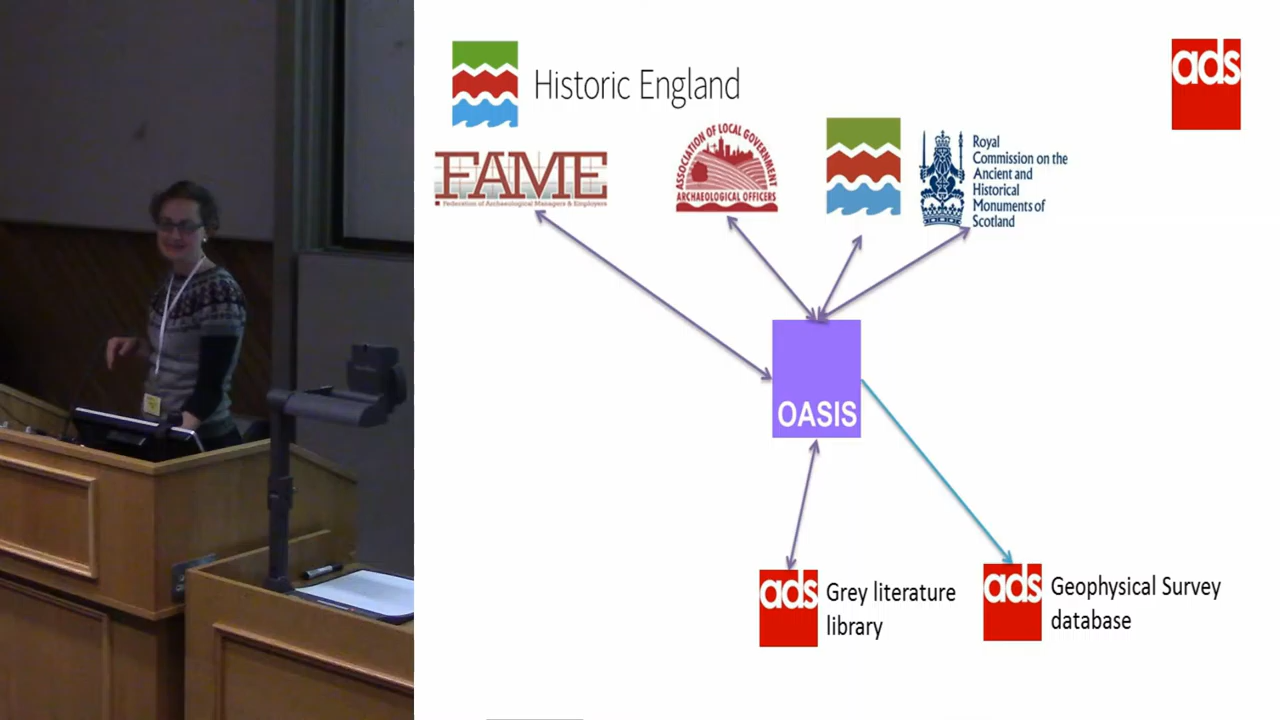 Historic England
ads
FAME
Federation of Archaeological Managers & Employers
ASSOCIATION OF LOCAL GOVERNMENT
ARCHAEOLOGICAL OFFICERS
Royal
Commission on the
Ancient and
Historical
Monuments of
Scotland
OASIS
ads
Grey literature
library
ads
Geophysical Survey
database